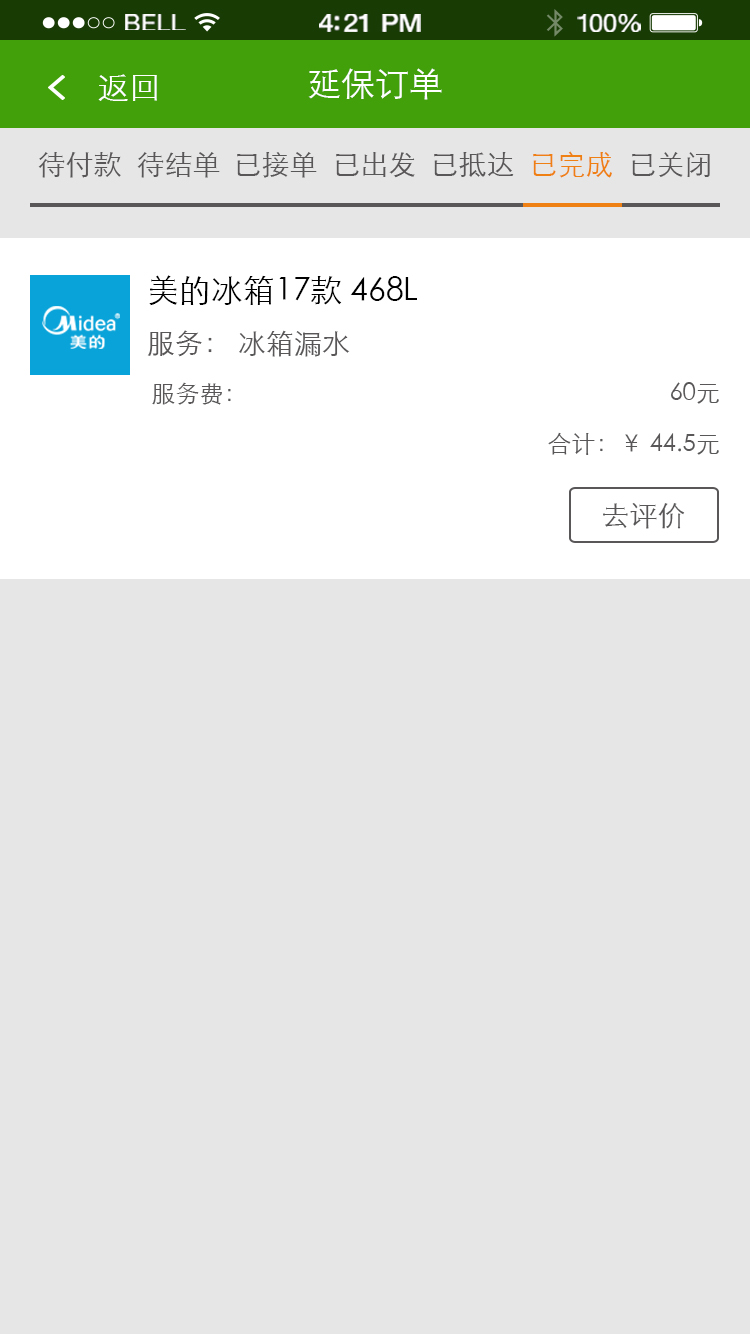 ●●●○○ BELL 4:21 PM 100%
返回 延保订单
待付款 待结单 已接单 已出发 已抵达 已完成 已关闭
美的冰箱17款 468L
Midea®
美的
服务： 冰箱漏水
服务费： 60元
合计：￥ 44.5元
去评价